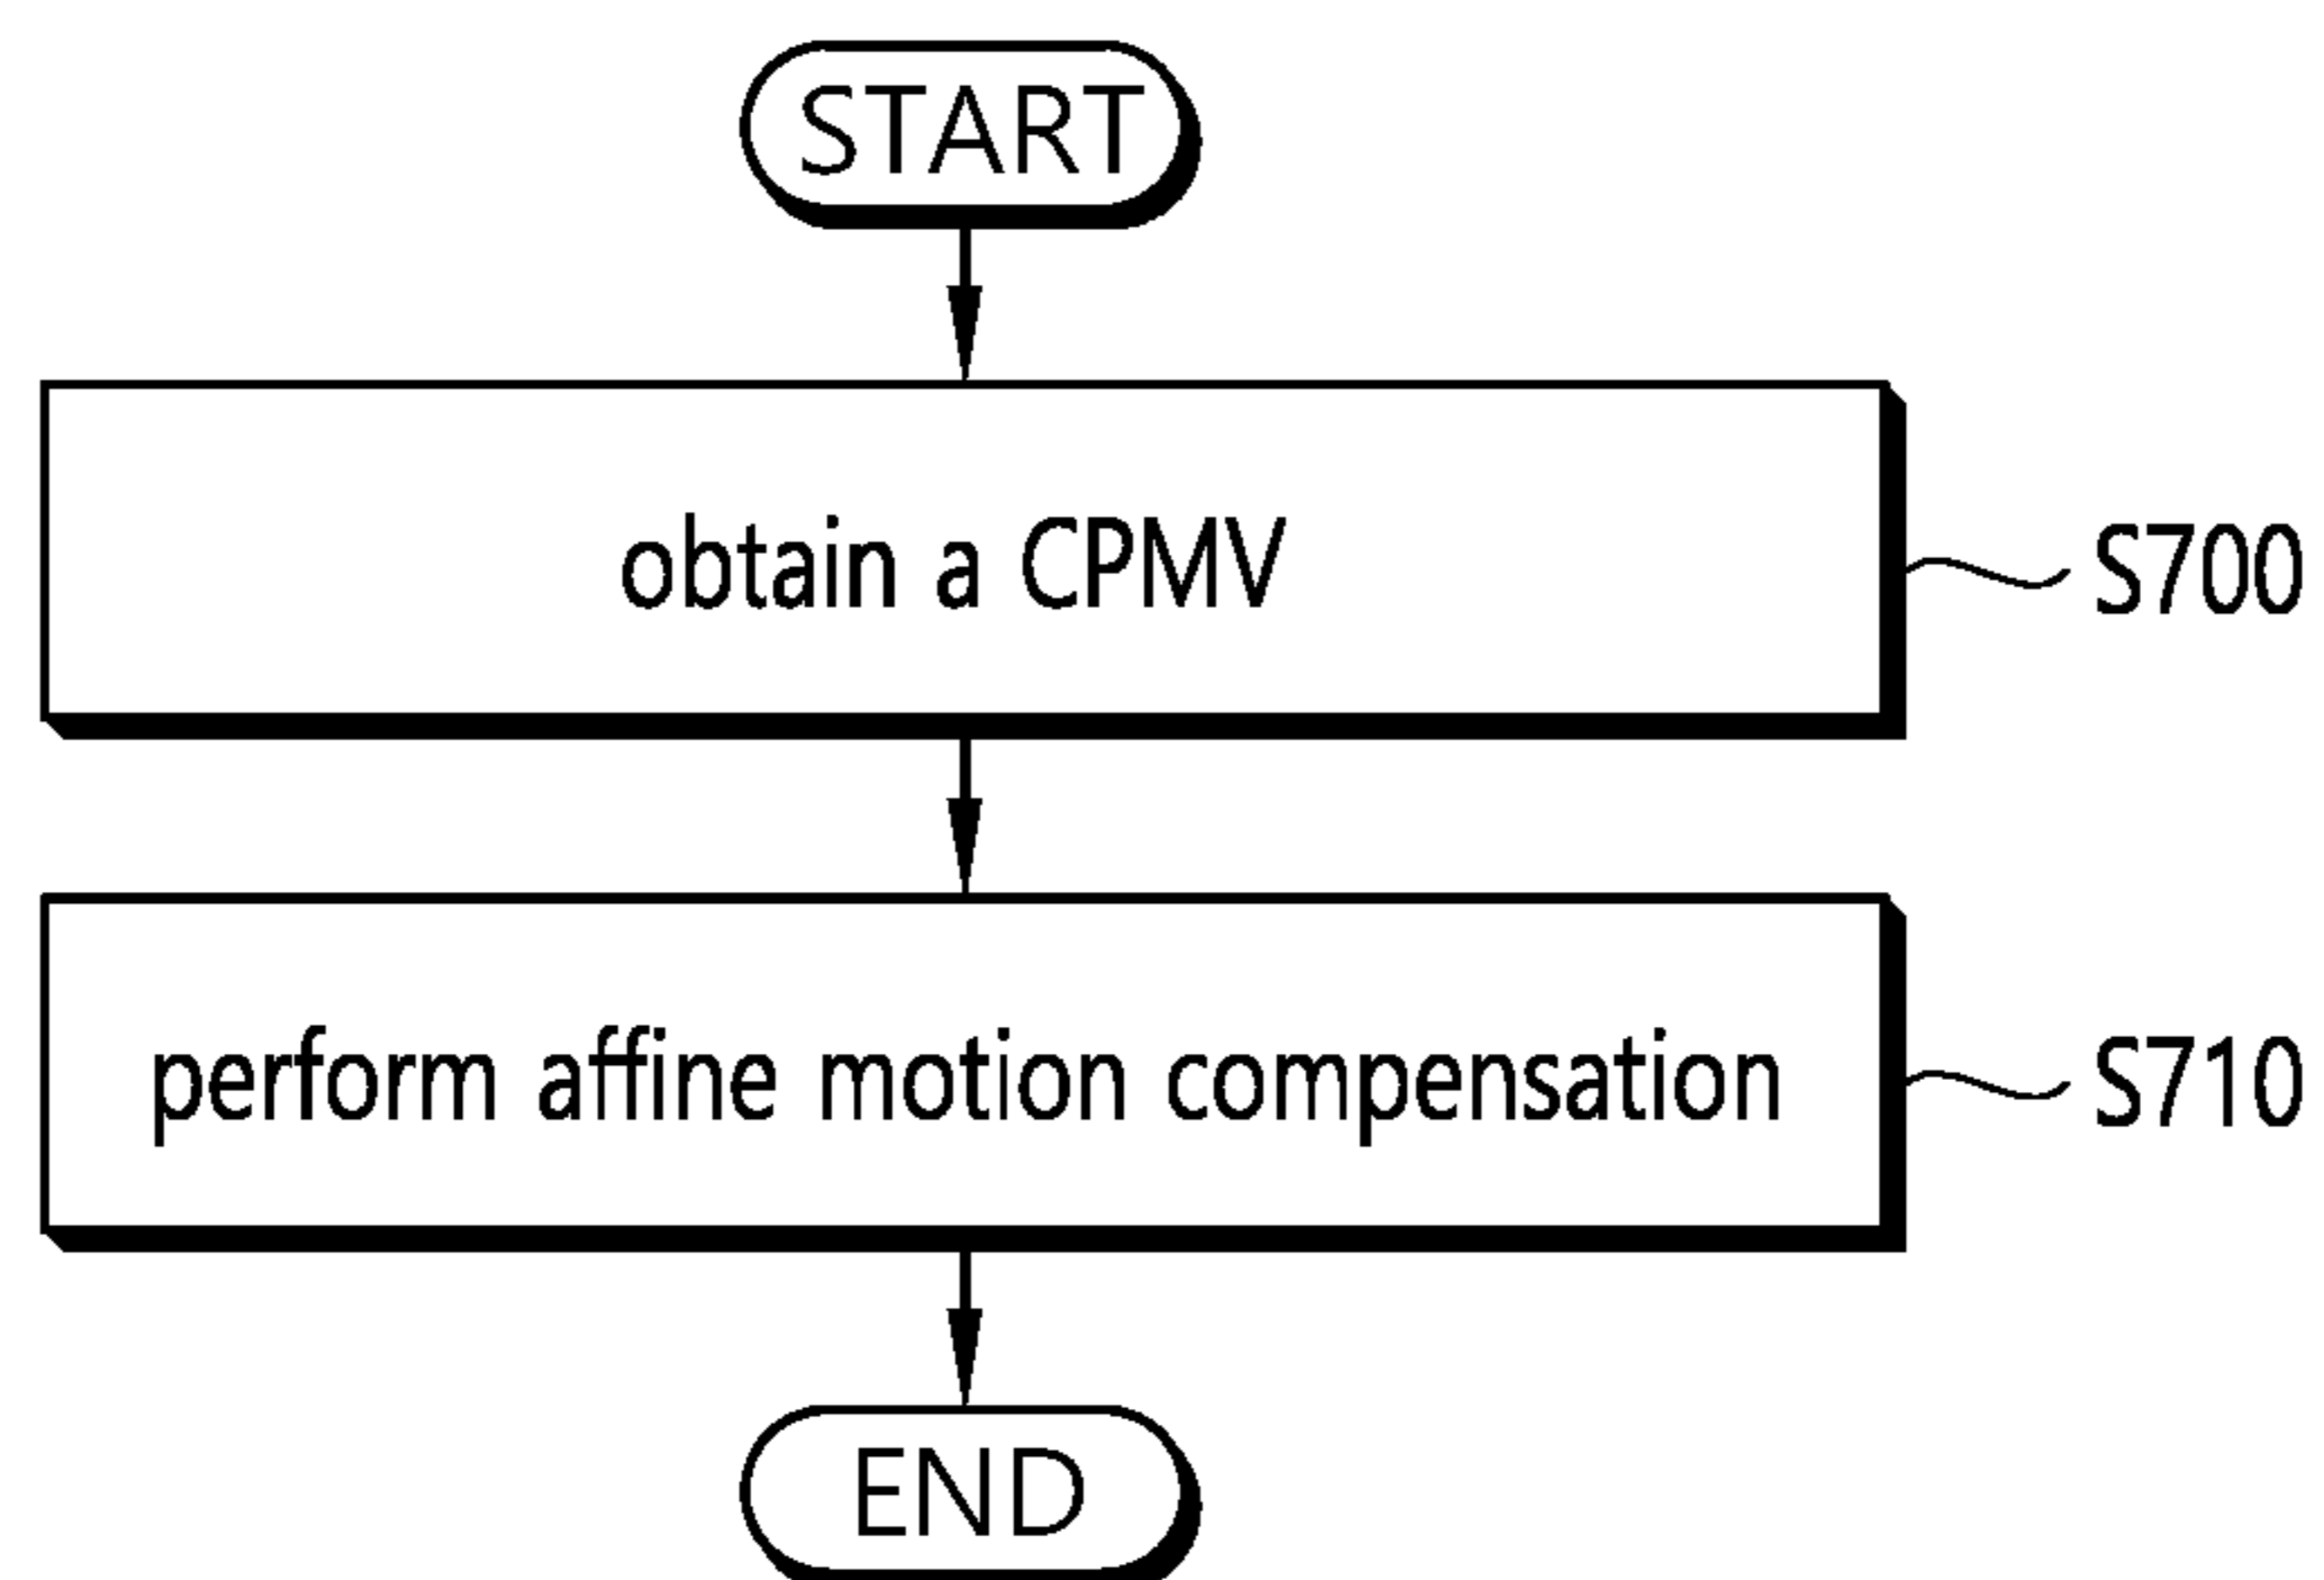 START
obtain a CPMV
S700
perform affine motion compensation
S710
END